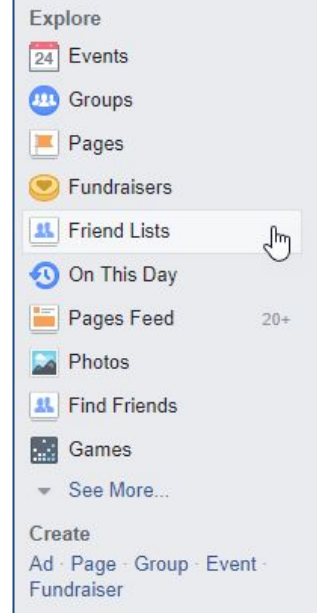 Explore
24 Events
Groups
Pages
Fundraisers
Friend Lists
On This Day
Pages Feed 20+
Photos
Find Friends
Games
See More...
Create
Ad · Page · Group · Event ·
Fundraiser